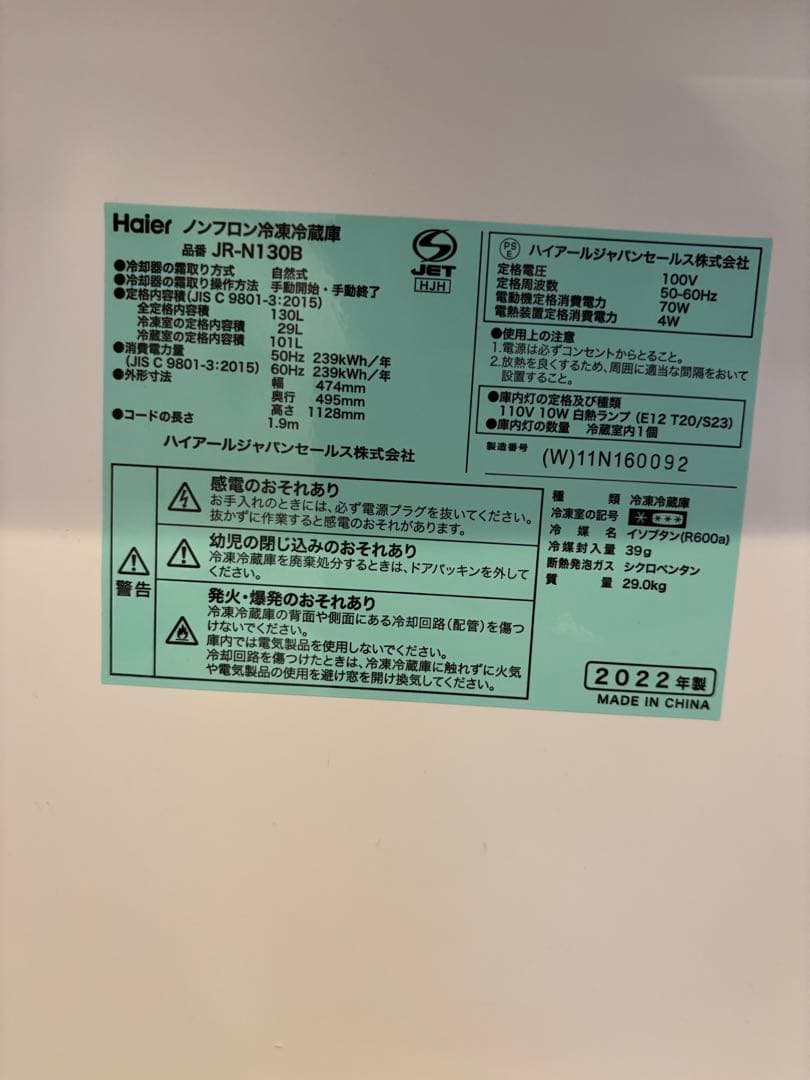 Haier ノンフロン冷凍冷蔵庫
品番 JR-N130B
●冷却器の霜取り方式 自然式
●冷却器の霜取り操作方法 手動開始・手動終了
●定格内容積(JIS C 9801-3:2015)
全定格内容積 130L
冷凍室の定格内容積 29L
冷蔵室の定格内容積 101L
●消費電力量 50Hz 239kWh/年
(JIS C 9801-3:2015) 60Hz 239kWh/年
●外形寸法 幅 474mm
奥行 495mm
高さ 1128mm
●コードの長さ 1.9m
ハイアールジャパンセールス株式会社
S
JET
HJH
PSE ハイアールジャパンセールス株式会社
定格電圧 100V
定格周波数 50-60Hz
電動機定格消費電力 70W
電熱装置定格消費電力 4W
●使用上の注意
1.電源は必ずコンセントからとること。
2.放熱を良くするため、周囲に適当な間隔をおいて
設置すること。
●庫内灯の定格及び種類
110V 10W 白熱ランプ (E12 T20/S23)
●庫内灯の数量 冷蔵室内1個
製造番号 (W)11N160092
警告
感電のおそれあり
お手入れのときには、必ず電源プラグを抜いてください。
抜かずに作業すると感電のおそれがあります。
幼児の閉じ込めのおそれあり
冷凍冷蔵庫を廃棄処分するときは、ドアパッキンを外して
ください。
発火・爆発のおそれあり
冷凍冷蔵庫の背面や側面にある冷却回路(配管)を傷つ
けないでください。
庫内では電気製品を使用しないでください。
冷却回路を傷つけたときは、冷凍冷蔵庫に触れずに火気
や電気製品の使用を避け窓を開け換気してください。
種類 冷凍冷蔵庫
冷凍室の記号 * ***
冷媒名 イソブタン(R600a)
冷媒封入量 39g
断熱発泡ガス シクロペンタン
質量 29.0kg
2022年製
MADE IN CHINA